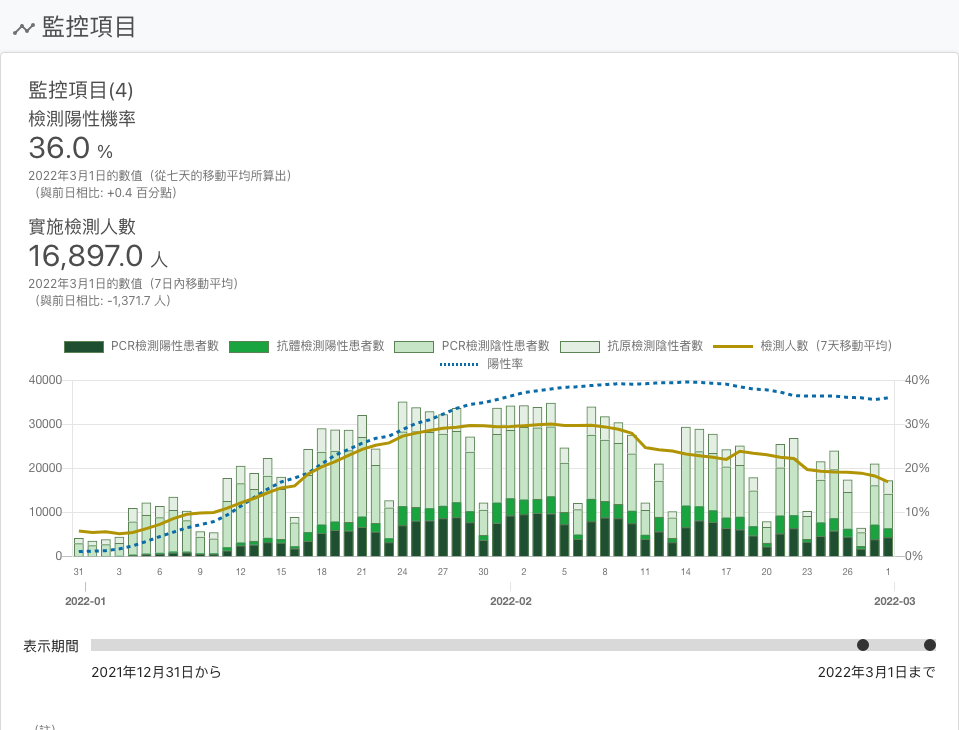 監控項目
監控項目(4)
檢測陽性機率
36.0 %
2022年3月1日的數值（從七天的移動平均所算出）
（與前日相比: +0.4 百分點）
實施檢測人數
16,897.0 人
2022年3月1日的數值（7日內移動平均）
（與前日相比: -1,371.7 人）
PCR檢測陽性患者數 抗體檢測陽性患者數 PCR檢測陰性患者數 抗原檢測陰性者數 檢測人數（7天移動平均）
陽性率
40000 40%
30000 30%
20000 20%
10000 10%
0 0%
31 3 6 9 12 15 18 21 24 27 30 2 5 8 11 14 17 20 23 26 1
2022-01 2022-02 2022-03
表示期間
2021年12月31日から 2022年3月1日まで